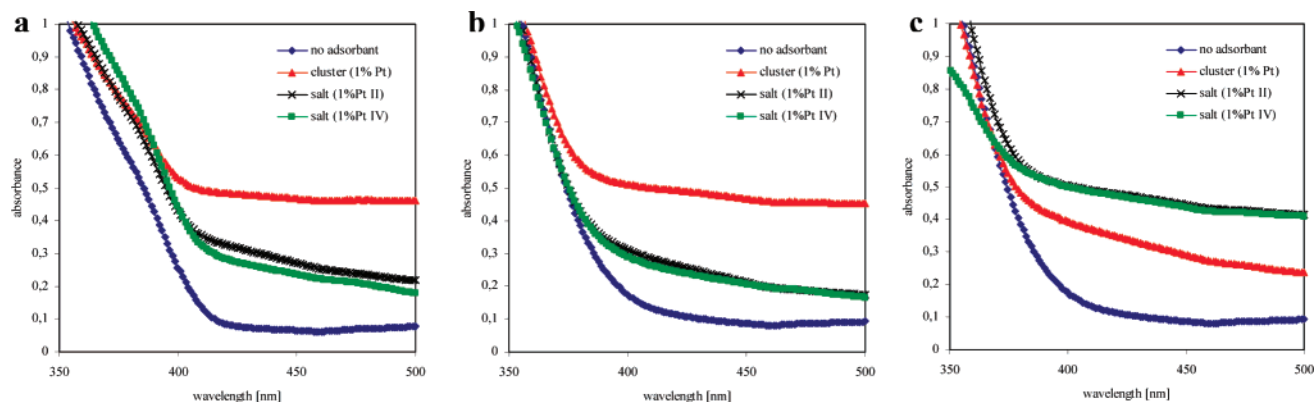 a
1
0,9
0,8
0,7
0,6
0,5
0,4
0,3
0,2
0,1
0
absorbance
no adsorbant
cluster (1% Pt)
salt (1%Pt II)
salt (1%Pt IV)
350 400 450 500
wavelength [nm]
b
1
0,9
0,8
0,7
0,6
0,5
0,4
0,3
0,2
0,1
0
absorbance
no adsorbant
cluster (1% Pt)
salt (1%Pt II)
salt (1%Pt IV)
350 400 450 500
wavelength [nm]
c
1
0,9
0,8
0,7
0,6
0,5
0,4
0,3
0,2
0,1
0
absorbance
no adsorbant
cluster (1% Pt)
salt (1%Pt II)
salt (1%Pt IV)
350 400 450 500
wavelength [nm]